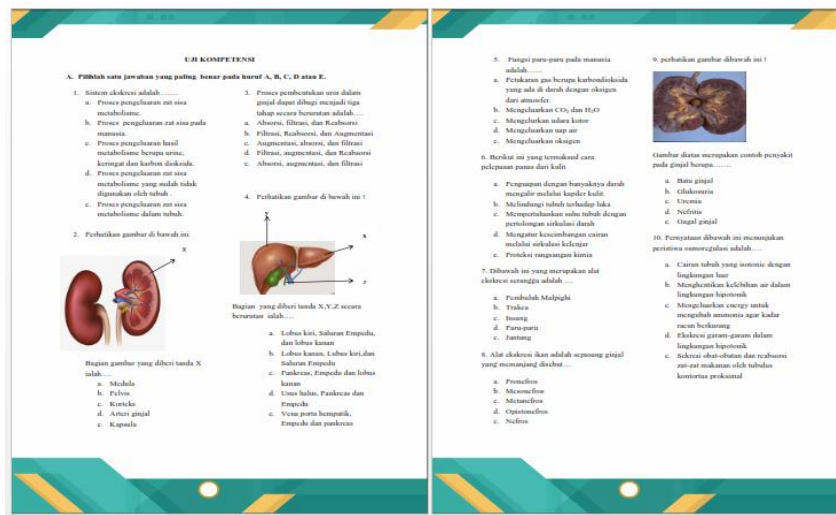 UJI KOMPETENSI
A. Pilihlah satu jawaban yang paling benar pada huruf A, B, C, D atau E.
1. Sistem ekskresi adalah ……
a. Proses pengeluaran zat sisa
metabolisme.
b. Proses pengeluaran zat sisa pada
manusia.
c. Proses pengeluaran hasil
metabolisme berupa urine,
keringat dan karbon dioksida.
d. Proses pengeluaran zat sisa
metabolisme yang sudah tidak
digunakan oleh tubuh .
e. Proses pengeluaran zat sisa
metabolisme dalam tubuh.
2. Perhatikan gambar di bawah ini
X
Bagian gambar yang diberi tanda X
ialah….
a. Medula
b. Pelvis
c. Korteks
d. Arteri ginjal
e. Kapsula
3. Proses pembentukan urin dalam
ginjal dapat dibagi menjadi tiga
tahap secara berurutan adalah….
a. Absorsi, filtrasi, dan Reabsorsi
b. Filtrasi, Reabsorsi, dan Augmentasi
c. Augmentasi, absorsi, dan filtrasi
d. Filtrasi, augmentasi, dan Reabsorsi
e. Absorsi, augmentasi, dan filtrasi
4. Perhatikan gambar di bawah ini !
Y
X
Z
Bagian yang diberi tanda X,Y,Z secara
berurutan ialah….
a. Lobus kiri, Saluran Empedu,
dan lobus kanan
b. Lobus kanan, Lobus kiri,dan
Saluran Empedu
c. Pankreas, Empedu dan lobus
kanan
d. Usus halus, Pankreas dan
Empedu
e. Vena porta hempatik,
Empedu dan pankreas
5. Fungsi paru-paru pada manusia
adalah……
a. Petukaran gas berupa karbondioksida
yang ada di darah dengan oksigen
dari atmosfer.
b. Mengeluarkan CO₂ dan H₂O
c. Mengelurkan udara kotor
d. Mengeluarkan uap air
e. Mengeluarkan oksigen
6. Berikut ini yang termoksud cara
pelepasan panas dari kulit
a. Penguapan dengan banyaknya darah
mengalir melalui kapiler kulit.
b. Melindungi tubuh terhadap luka
c. Mempertahankan suhu tubuh dengan
pertolongan sirkulasi darah
d. Mengatur keseimbangan cairan
melalui sirkulasi kelenjar
e. Proteksi rangsangan kimia
7. Dibawah ini yang merupakan alat
ekskresi serangga adalah …
a. Pembuluh Malpighi
b. Trakea
c. Insang
d. Paru-paru
e. Jantung
8. Alat ekskresi ikan adalah sepasang ginjal
yang memanjang disebut…
a. Pronefros
b. Mesonefros
c. Metanefros
d. Opistonefros
e. Nefros
9. perhatikan gambar dibawah ini !
Gambar diatas merupakan contoh penyakit
pada ginjal berupa…….
a. Batu ginjal
b. Glukosuria
c. Uremia
d. Nefritis
e. Gagal ginjal
10. Pernyataan dibawah ini menunjukan
peristiwa osmoregulasi adalah….
a. Cairan tubuh yang isotonic dengan
lingkungan luar
b. Menghentikan kelebihan air dalam
lingkungan hipotonik
c. Mengeluarkan energy untuk
mengubah ammonia agar kadar
racun berkurang
d. Ekskresi garam-garam dalam
lingkungan hipotonik
e. Sekresi obat-obatan dan reabsorsi
zat-zat makanan oleh tubulus
kontortus proksimal